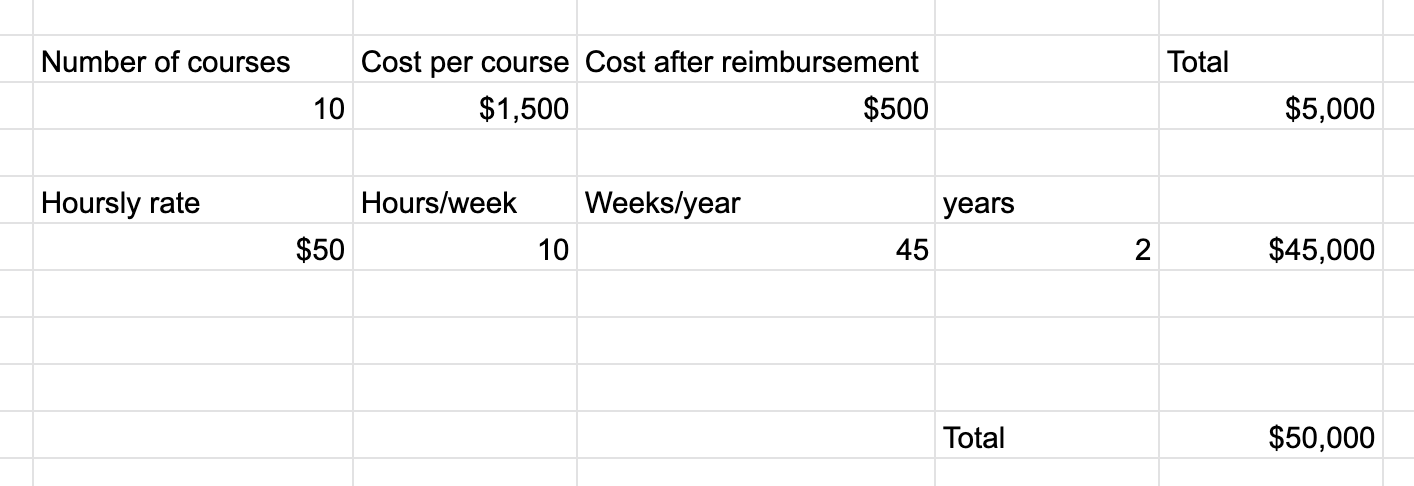 Number of courses Cost per course Cost after reimbursement Total
10 $1,500 $500 $5,000
Hoursly rate Hours/week Weeks/year years
$50 10 45 2 $45,000
Total $50,000